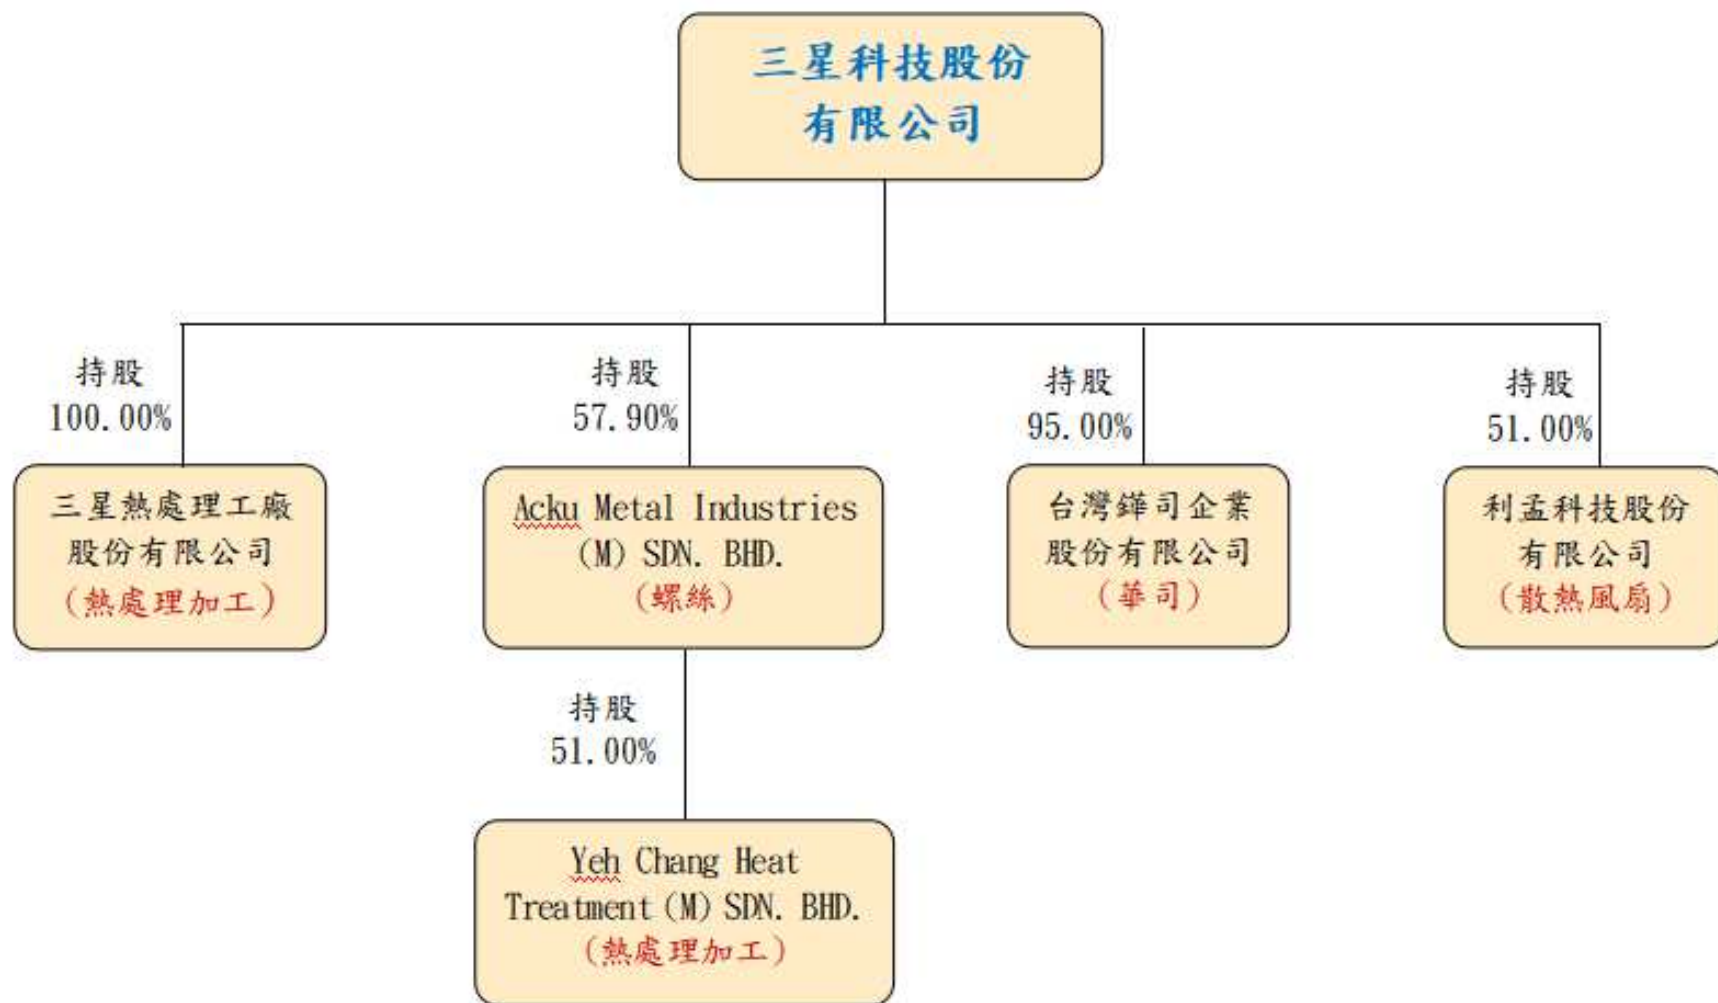 三星科技股份
有限公司
持股
100.00%
持股
57.90%
持股
95.00%
持股
51.00%
三星熱處理工廠
股份有限公司
(熱處理加工)
Acku Metal Industries
(M) SDN. BHD.
(螺絲)
台灣鏵司企業
股份有限公司
(華司)
利孟科技股份
有限公司
(散熱風扇)
持股
51.00%
Yeh Chang Heat
Treatment (M) SDN. BHD.
(熱處理加工)